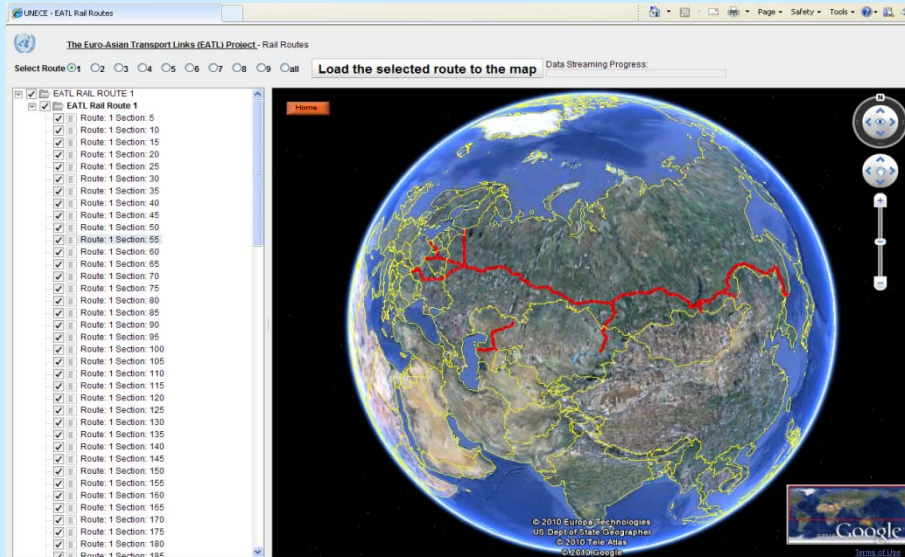 UNECE - EATL Rail Routes
Page Safety Tools
The Euro-Asian Transport Links (EATL) Project - Rail Routes
Select Route 1 2 3 4 5 6 7 8 9 all Load the selected route to the map Data Streaming Progress:
EATL RAIL ROUTE 1
EATL Rail Route 1
Route: 1 Section: 5
Route: 1 Section: 10
Route: 1 Section: 15
Route: 1 Section: 20
Route: 1 Section: 25
Route: 1 Section: 30
Route: 1 Section: 35
Route: 1 Section: 40
Route: 1 Section: 45
Route: 1 Section: 50
Route: 1 Section: 55
Route: 1 Section: 60
Route: 1 Section: 65
Route: 1 Section: 70
Route: 1 Section: 75
Route: 1 Section: 80
Route: 1 Section: 85
Route: 1 Section: 90
Route: 1 Section: 95
Route: 1 Section: 100
Route: 1 Section: 105
Route: 1 Section: 110
Route: 1 Section: 115
Route: 1 Section: 120
Route: 1 Section: 125
Route: 1 Section: 130
Route: 1 Section: 135
Route: 1 Section: 140
Route: 1 Section: 145
Route: 1 Section: 150
Route: 1 Section: 155
Route: 1 Section: 160
Route: 1 Section: 165
Route: 1 Section: 170
Route: 1 Section: 175
Route: 1 Section: 180
Route: 1 Section: 185
Home
N
© 2010 Europa Technologies
US Dept of State Geographer
© 2010 Tele Atlas
© 2010 Google
Google
Terms of Use